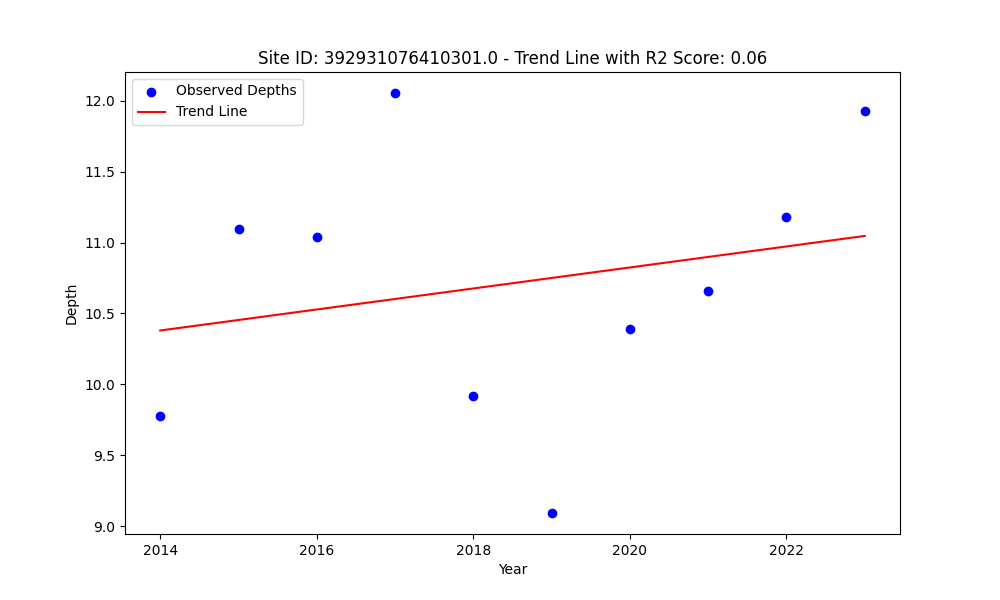 Site ID: 392931076410301.0 - Trend Line with R2 Score: 0.06
Observed Depths
Trend Line
12.0
11.5
11.0
10.5
10.0
9.5
9.0
Depth
2014
2016
2018
2020
2022
Year